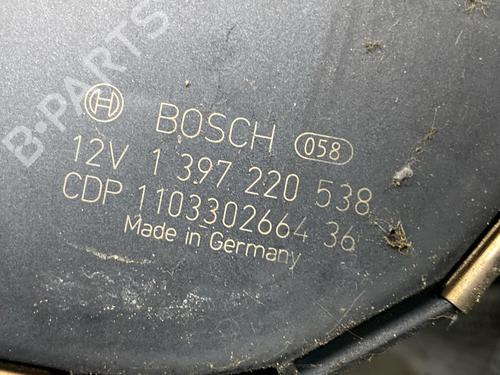 B-PARTS
BOSCH 058
12V 1 397 220 538
CDP 1103302664 36
Made in Germany